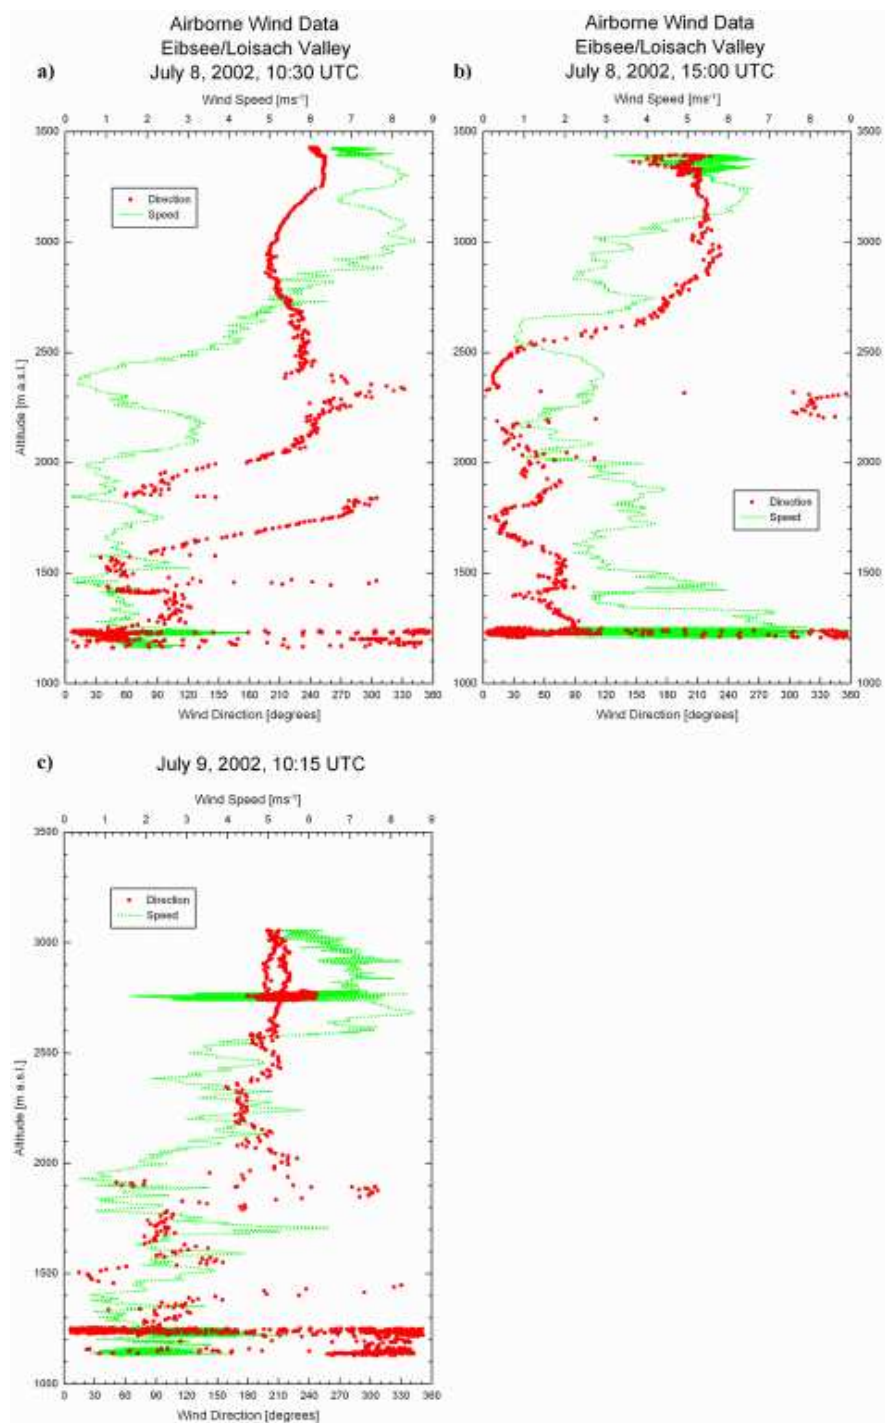 Airborne Wind Data
Eibsee/Loisach Valley
a) July 8, 2002, 10:30 UTC
Wind Speed [ms⁻¹]
0 1 2 3 4 5 6 7 8 9
3500
3000
2500
2000
1500
1000
Altitude [m a.s.l.]
Direction
Speed
0 30 60 90 120 150 180 210 240 270 300 330 360
Wind Direction [degrees]
Airborne Wind Data
Eibsee/Loisach Valley
b) July 8, 2002, 15:00 UTC
Wind Speed [ms⁻¹]
0 1 2 3 4 5 6 7 8 9
3500
3000
2500
2000
1500
1000
Direction
Speed
0 30 60 90 120 150 180 210 240 270 300 330 360
Wind Direction [degrees]
3500
3000
2500
2000
1500
1000
c) July 9, 2002, 10:15 UTC
Wind Speed [ms⁻¹]
0 1 2 3 4 5 6 7 8 9
3500
3000
2500
2000
1500
1000
Altitude [m a.s.l.]
Direction
Speed
0 30 60 90 120 150 180 210 240 270 300 330 360
Wind Direction [degrees]